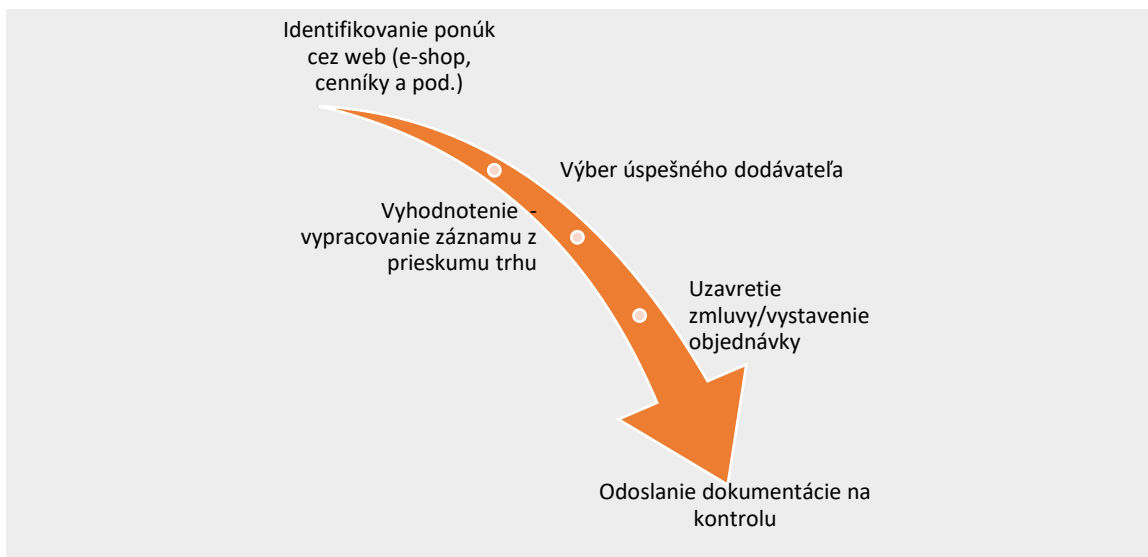 Identifikovanie ponúk
cez web (e-shop,
cenníky a pod.)
Výber úspešného dodávateľa
Vyhodnotenie -
vypracovanie záznamu z
prieskumu trhu
Uzavretie
zmluvy/vystavenie
objednávky
Odoslanie dokumentácie na
kontrolu